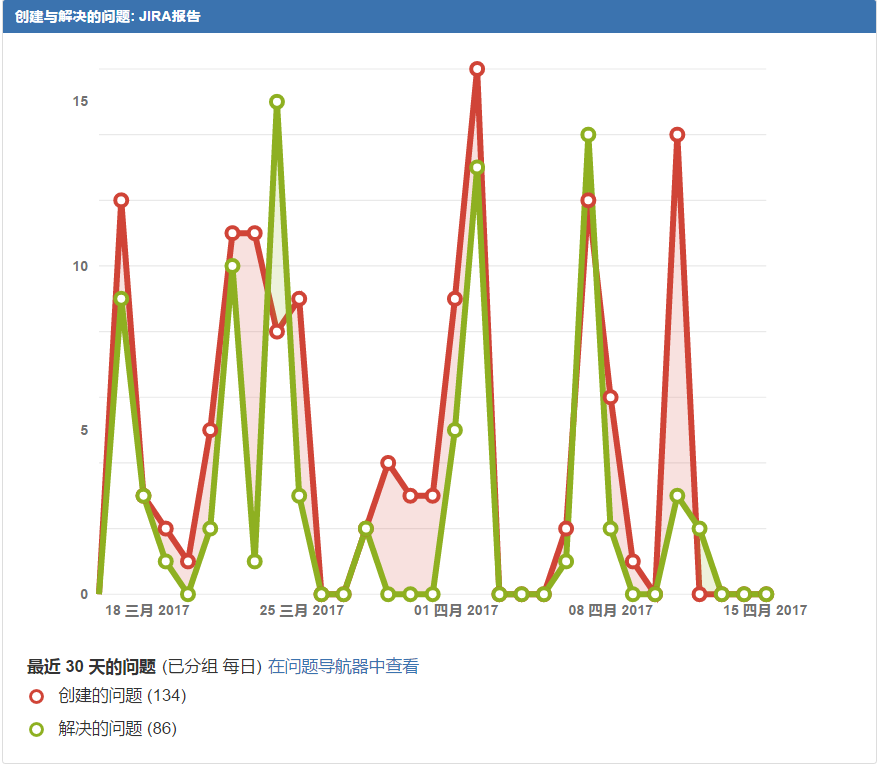 创建与解决的问题: JIRA报告
15
10
5
0
18 三月 2017 25 三月 2017 01 四月 2017 08 四月 2017 15 四月 2017
最近 30 天的问题 (已分组 每日) 在问题导航器中查看
创建的问题 (134)
解决的问题 (86)